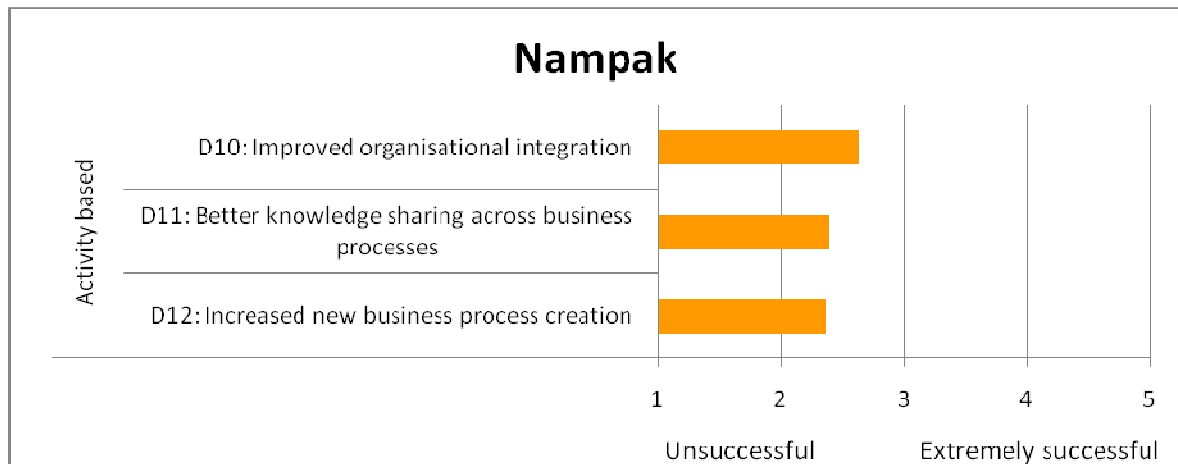 Nampak
Activity based
D10: Improved organisational integration
D11: Better knowledge sharing across business
processes
D12: Increased new business process creation
1 2 3 4 5
Unsuccessful Extremely successful